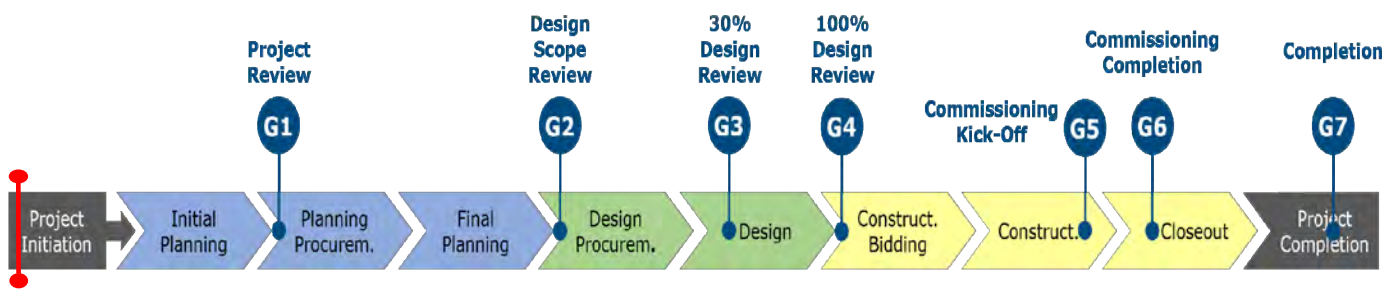 Project
Review
G1
Design
Scope
Review
G2
30%
Design
Review
G3
100%
Design
Review
G4
Commissioning
Kick-Off
G5
Commissioning
Completion
G6
Completion
G7
Project
Initiation
Initial
Planning
Planning
Procurem.
Final
Planning
Design
Procurem.
Design
Construct.
Bidding
Construct.
Closeout
Project
Completion